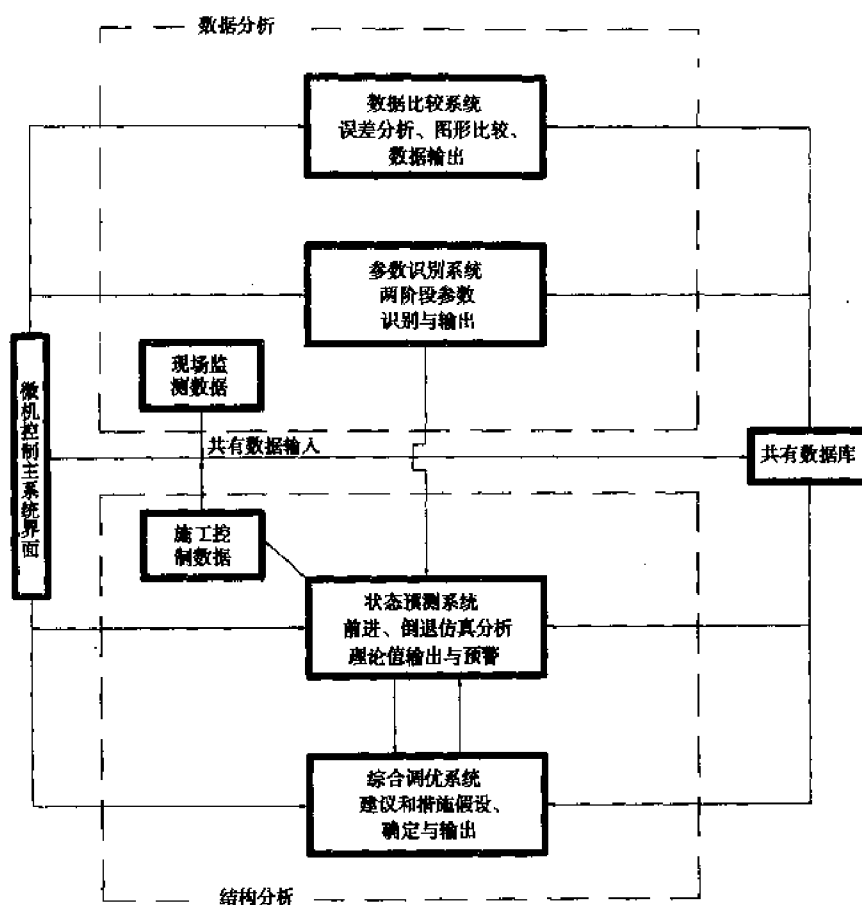 数据分析
数据比较系统
误差分析、图形比较、
数据输出
参数识别系统
两阶段参数
识别与输出
现场监
测数据
微机控制主系统界面
共有数据输入
共有数据库
施工控
制数据
状态预测系统
前进、倒退仿真分析
理论值输出与预警
综合调优系统
建议和措施假设、
确定与输出
结构分析